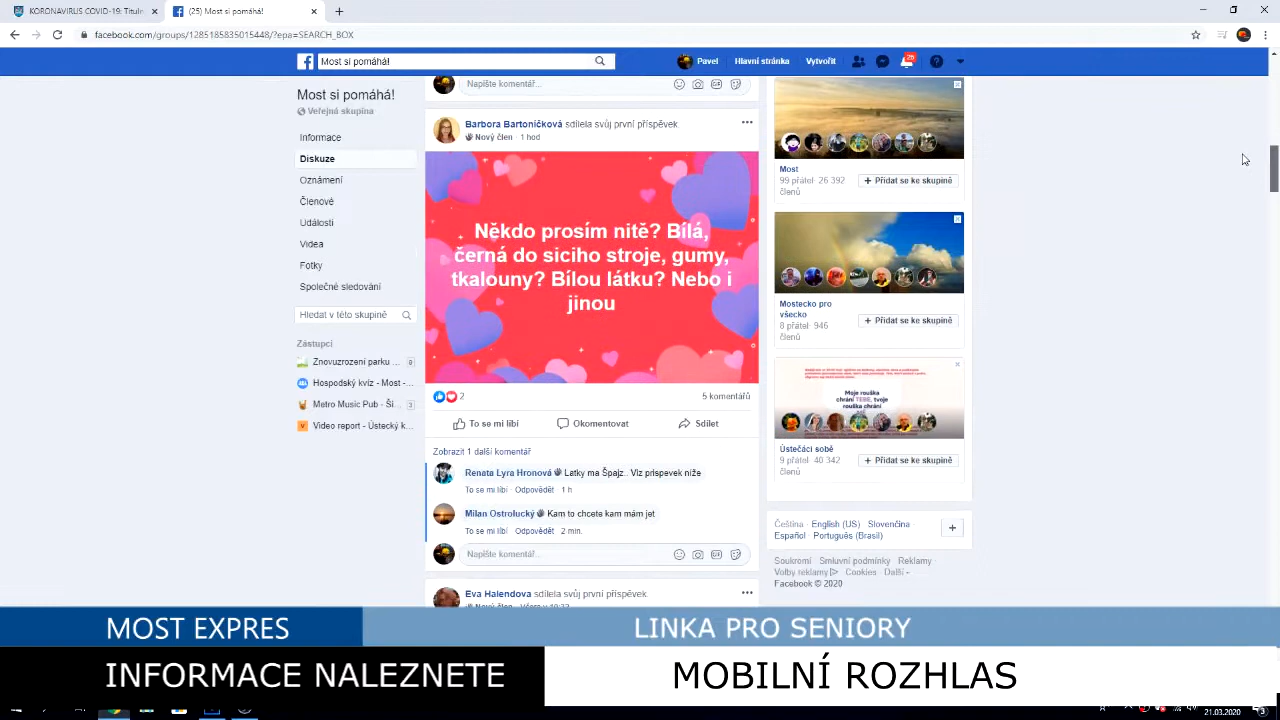 KORONAVIRUS COVID-19: Titulní
(25) Most si pomáhá!
facebook.com/groups/128518583501​5448/?epa=SEARCH_BOX
Most si pomáhá!
Pavel
Hlavní stránka
Vytvořit
25
Most si pomáhá!
Veřejná skupina
Informace
Diskuze
Oznámení
Členové
Události
Videa
Fotky
Společné sledování
Hledat v této skupině
Zástupci
Znovuzrození parku ...
Hospodský kvíz - Most -...
Metro Music Pub - Ši...
3
Video report - Ústecký k...
Napište komentář...
Barbora Bartoníčková sdílela svůj první příspěvek.
Nový člen · 1 hod
Někdo prosím nitě? Bílá,
černá do siciho stroje, gumy,
tkalouny? Bílou látku? Nebo i
jinou
2
5 komentářů
To se mi líbí
Okomentovat
Sdílet
Zobrazit 1 další komentář
Renata Lyra Hronová Latky ma Špajz.. Viz prispevek níže
To se mi líbí · Odpovědět · 1 h
Milan Ostrolucký Kam to chcete kam mám jet
To se mi líbí · Odpovědět · 2 min.
Napište komentář...
Eva Halendova sdílela svůj první příspěvek.
Most
99 přátel · 26 392
členů
+ Přidat se ke skupině
Mostecko pro
všecko
8 přátel · 946
členů
+ Přidat se ke skupině
Moje rouška
chrání TEBE, tvoje
rouška chrání
Ústečáci sobě
9 přátel · 40 342
členů
+ Přidat se ke skupině
Čeština · English (US) · Slovenčina ·
Español · Português (Brasil)
Soukromí · Smluvní podmínky · Reklamy ·
Volby reklamy · Cookies · Další
Facebook © 2020
MOST EXPRES
LINKA PRO SENIORY
INFORMACE NALEZNETE
MOBILNÍ ROZHLAS
21.03.2020
3